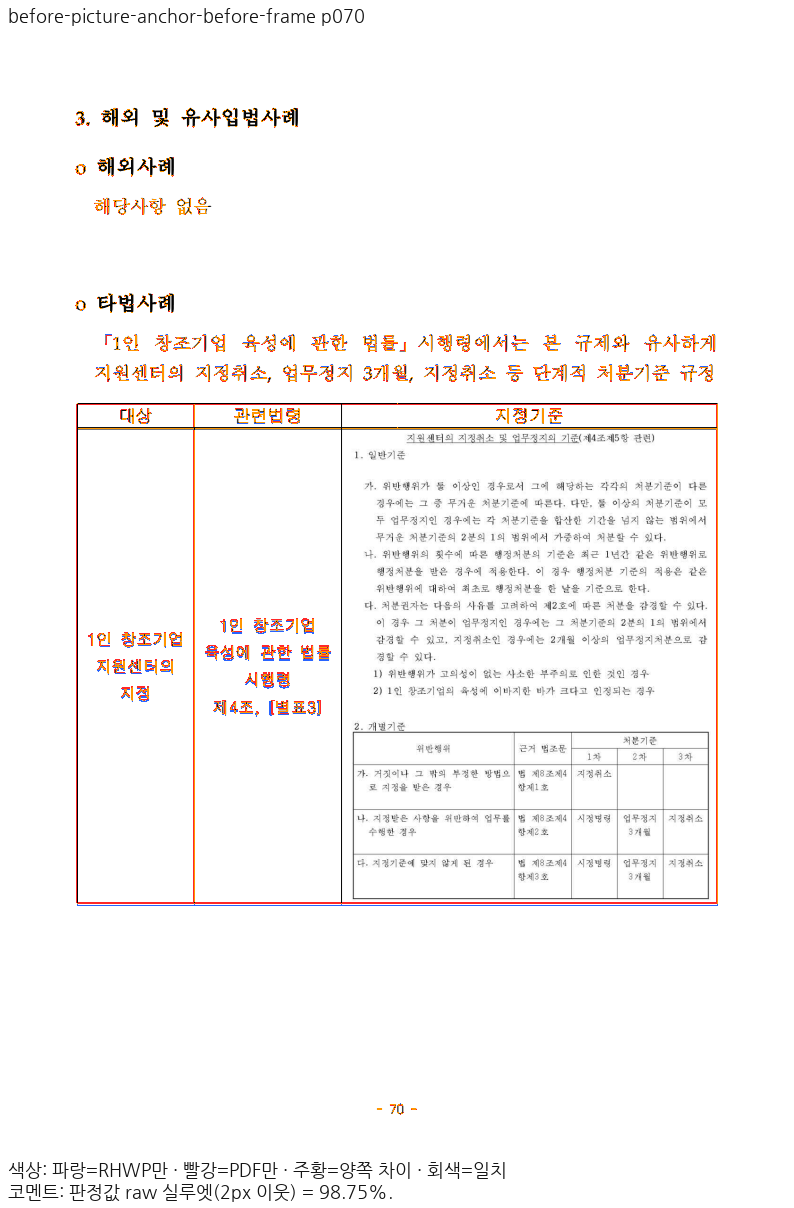 before-picture-anchor-before-frame p070
3. 해외 및 유사입법사례
o 해외사례
해당사항 없음
o 타법사례
「1인 창조기업 육성에 관한 법률」시행령에서는 본 규제와 유사하게
지원센터의 지정취소, 업무정지 3개월, 지정취소 등 단계적 처분기준 규정
대상 관련법령 지정기준
지원센터의 지정취소 및 업무정지의 기준(제4조제5항 관련)
1. 일반기준
가. 위반행위가 둘 이상인 경우로서 그에 해당하는 각각의 처분기준이 다른
경우에는 그 중 무거운 처분기준에 따른다. 다만, 둘 이상의 처분기준이 모
두 업무정지인 경우에는 각 처분기준을 합산한 기간을 넘지 않는 범위에서
무거운 처분기준의 2분의 1의 범위에서 가중하여 처분할 수 있다.
나. 위반행위의 횟수에 따른 행정처분의 기준은 최근 1년간 같은 위반행위로
행정처분을 받은 경우에 적용한다. 이 경우 행정처분 기준의 적용은 같은
위반행위에 대하여 최초로 행정처분을 한 날을 기준으로 한다.
다. 처분권자는 다음의 사유를 고려하여 제2호에 따른 처분을 감경할 수 있다.
이 경우 그 처분이 업무정지인 경우에는 그 처분기준의 2분의 1의 범위에서
감경할 수 있고, 지정취소인 경우에는 2개월 이상의 업무정지처분으로 감
경할 수 있다.
1) 위반행위가 고의성이 없는 사소한 부주의로 인한 것인 경우
2) 1인 창조기업의 육성에 이바지한 바가 크다고 인정되는 경우
1인 창조기업
지원센터의
지정
1인 창조기업
육성에 관한 법률
시행령
제4조, [별표3]
2. 개별기준
위반행위 근거 법조문 처분기준
1차 2차 3차
가. 거짓이나 그 밖의 부정한 방법으
로 지정을 받은 경우
법 제8조제4
항제1호
지정취소
나. 지정받은 사항을 위반하여 업무를
수행한 경우
법 제8조제4
항제2호
시정명령
업무정지
3개월
지정취소
다. 지정기준에 맞지 않게 된 경우
법 제8조제4
항제3호
시정명령
업무정지
3개월
지정취소
- 70 -
색상: 파랑=RHWP만 · 빨강=PDF만 · 주황=양쪽 차이 · 회색=일치
코멘트: 판정값 raw 실루엣(2px 이웃) = 98.75%.